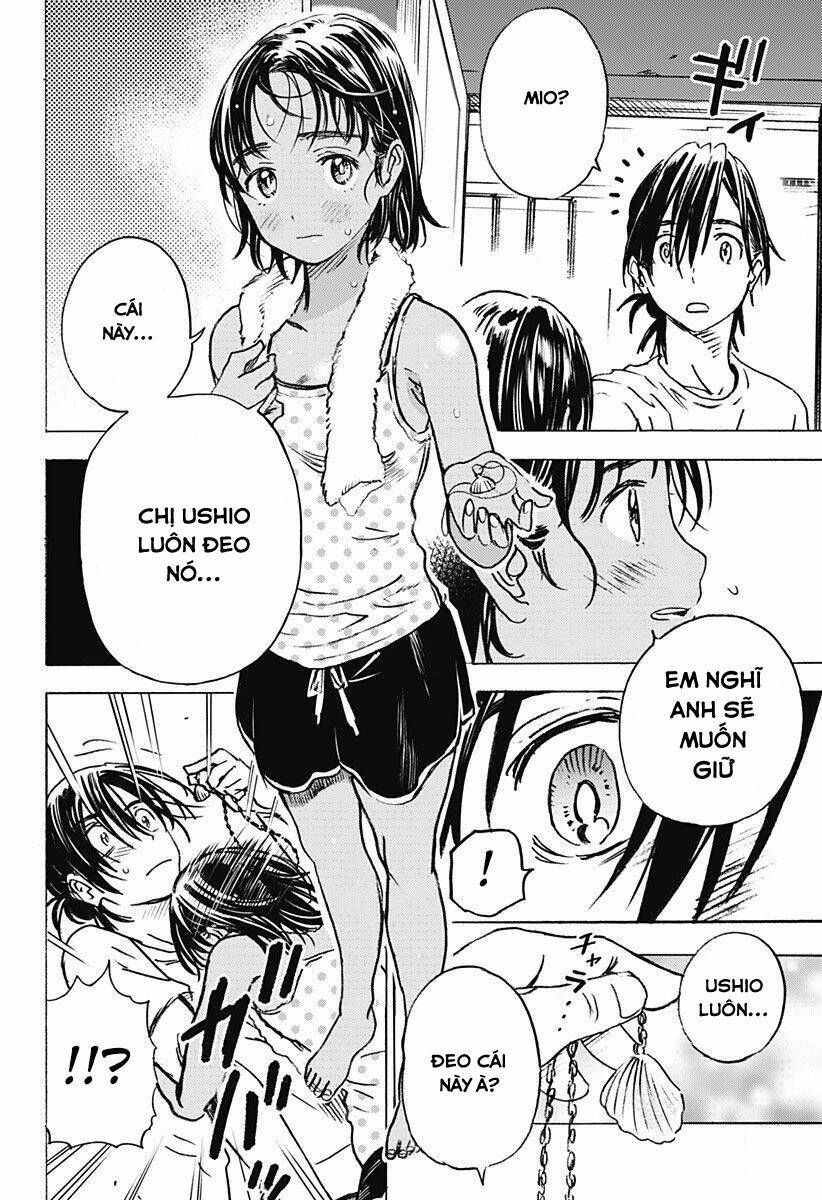 ギィ
MIO?
CÁI
NÀY...
CHỊ USHIO
LUÔN ĐEO
NÓ...
EM NGHĨ
ANH SẼ
MUỐN
GIỮ
!
USHIO
LUÔN...
ĐEO CÁI
NÀY À?
!!?